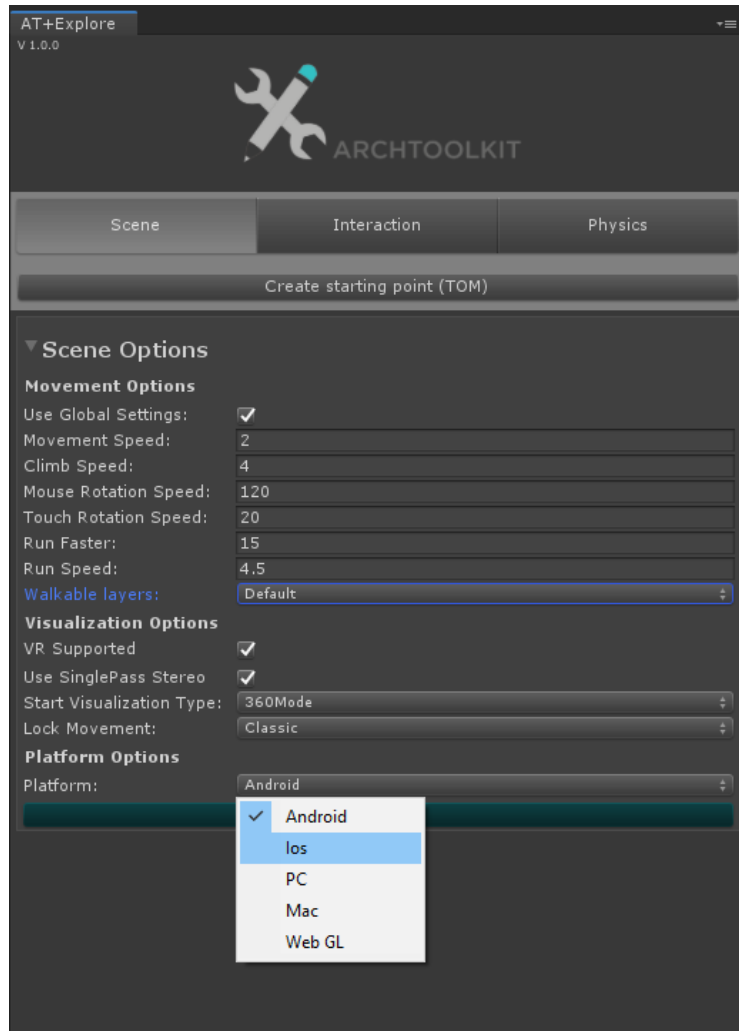 AT+Explore
V 1.0.0
ARCHTOOLKIT
Scene Interaction Physics
Create starting point (TOM)
Scene Options
Movement Options
Use Global Settings:
Movement Speed: 2
Climb Speed: 4
Mouse Rotation Speed: 120
Touch Rotation Speed: 20
Run Faster: 15
Run Speed: 4.5
Walkable layers: Default
Visualization Options
VR Supported
Use SinglePass Stereo
Start Visualization Type: 360Mode
Lock Movement: Classic
Platform Options
Platform: Android
Android
Ios
PC
Mac
Web GL